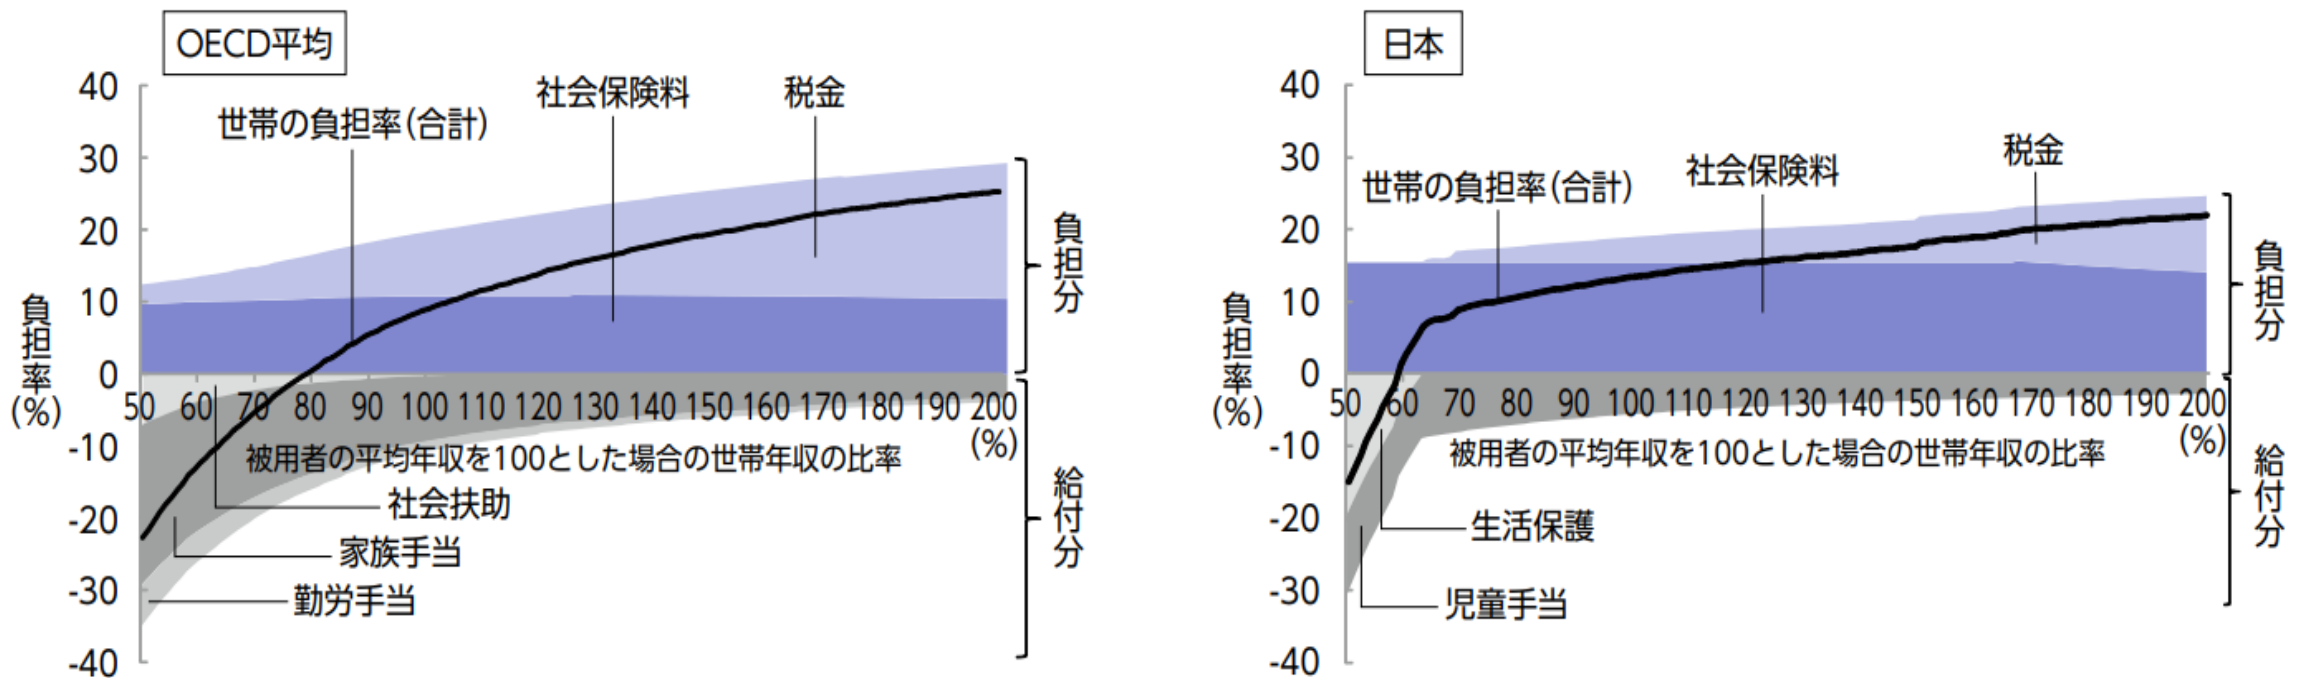 OECD平均
40
30
20
10
0
-10
-20
-30
-40
負担率
(%)
世帯の負担率(合計)
社会保険料
税金
50 60 70 80 90 100 110 120 130 140 150 160 170 180 190 200
(%)
被用者の平均年収を100とした場合の世帯年収の比率
社会扶助
家族手当
勤労手当
負担分
給付分
日本
40
30
20
10
0
-10
-20
-30
-40
負担率
(%)
世帯の負担率(合計)
社会保険料
税金
50 60 70 80 90 100 110 120 130 140 150 160 170 180 190 200
(%)
被用者の平均年収を100とした場合の世帯年収の比率
生活保護
児童手当
負担分
給付分